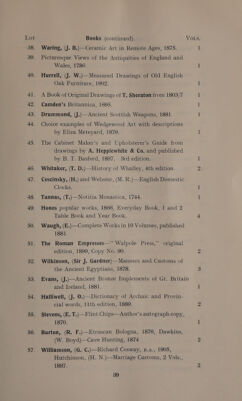 Lot Books (continued). Vols.
38. Waring, (J. B.)—Ceramic Art in Remote Ages, 1875. 1
39. Picturesque Views of the Antiquities of England and
Wales, 1786. 1
40. Hurrell, (J. W.)—Measured Drawings of Old English
Oak Furniture, 1902. 1
41. A Book of Original Drawings of T. Sheraton from 1803/7 1
42. Camden's Britannica, 1695. 1
43. Drummond, (J.)—Ancient Scottish Weapons, 1881. 1
44. Choice examples of Wedgewood Art with descriptions
by Eliza Meteyard, 1879. 1
45. The Cabinet Maker's and Upholsterer's Guide from
drawings by A. Hepplewhite & Co. and published
by B. T. Batsford, 1897. 3rd edition. 1
46. Whitaker, (T. D.)—History of Whalley, 4th edition. 2
47. Cescinsky, (H.) and Webster, (M. R.)—English Domestic
Clocks. 1
48. Tanner, (T.)—Notitia Monastica, 1744. 1
49. Hones popular works, 1866, Everyday Book, 1 and 2
Table Book and Year Book. 4
50. Waugh, (E.)—Complete Works in 10 Volumes, published
1881.
51. The Roman Empresses—"Walpole Press," original
edition, 1899, Copy No. 90. 2
52. Wilkinson, (Sir J. Gardner)—Manners and Customs of
the Ancient Egyptians, 1878. 3
53. Evans, (J.)—Ancient Bronze Implements of Gt. Britain
and Ireland, 1881. 1
54. Halliwell, (J. O.)—Dictionary of Archaic and Provin-
cial words, 11th edition, 1889. 2
55. Stevens, (E. T.)—Flint Chips—Author's autograph copy,
1870. 1
56. Burton, (R. F.)—Etruscan Bologna, 1876, Dawkins,
(W. Boyd)—Cave Hunting, 1874 2
57. Williamson, (G. C.)—Richard Cosway, R.A., 1905,
Hutchinson, (H. N.)—Marriage Customs, 2 Vols.,
1897. 2
39